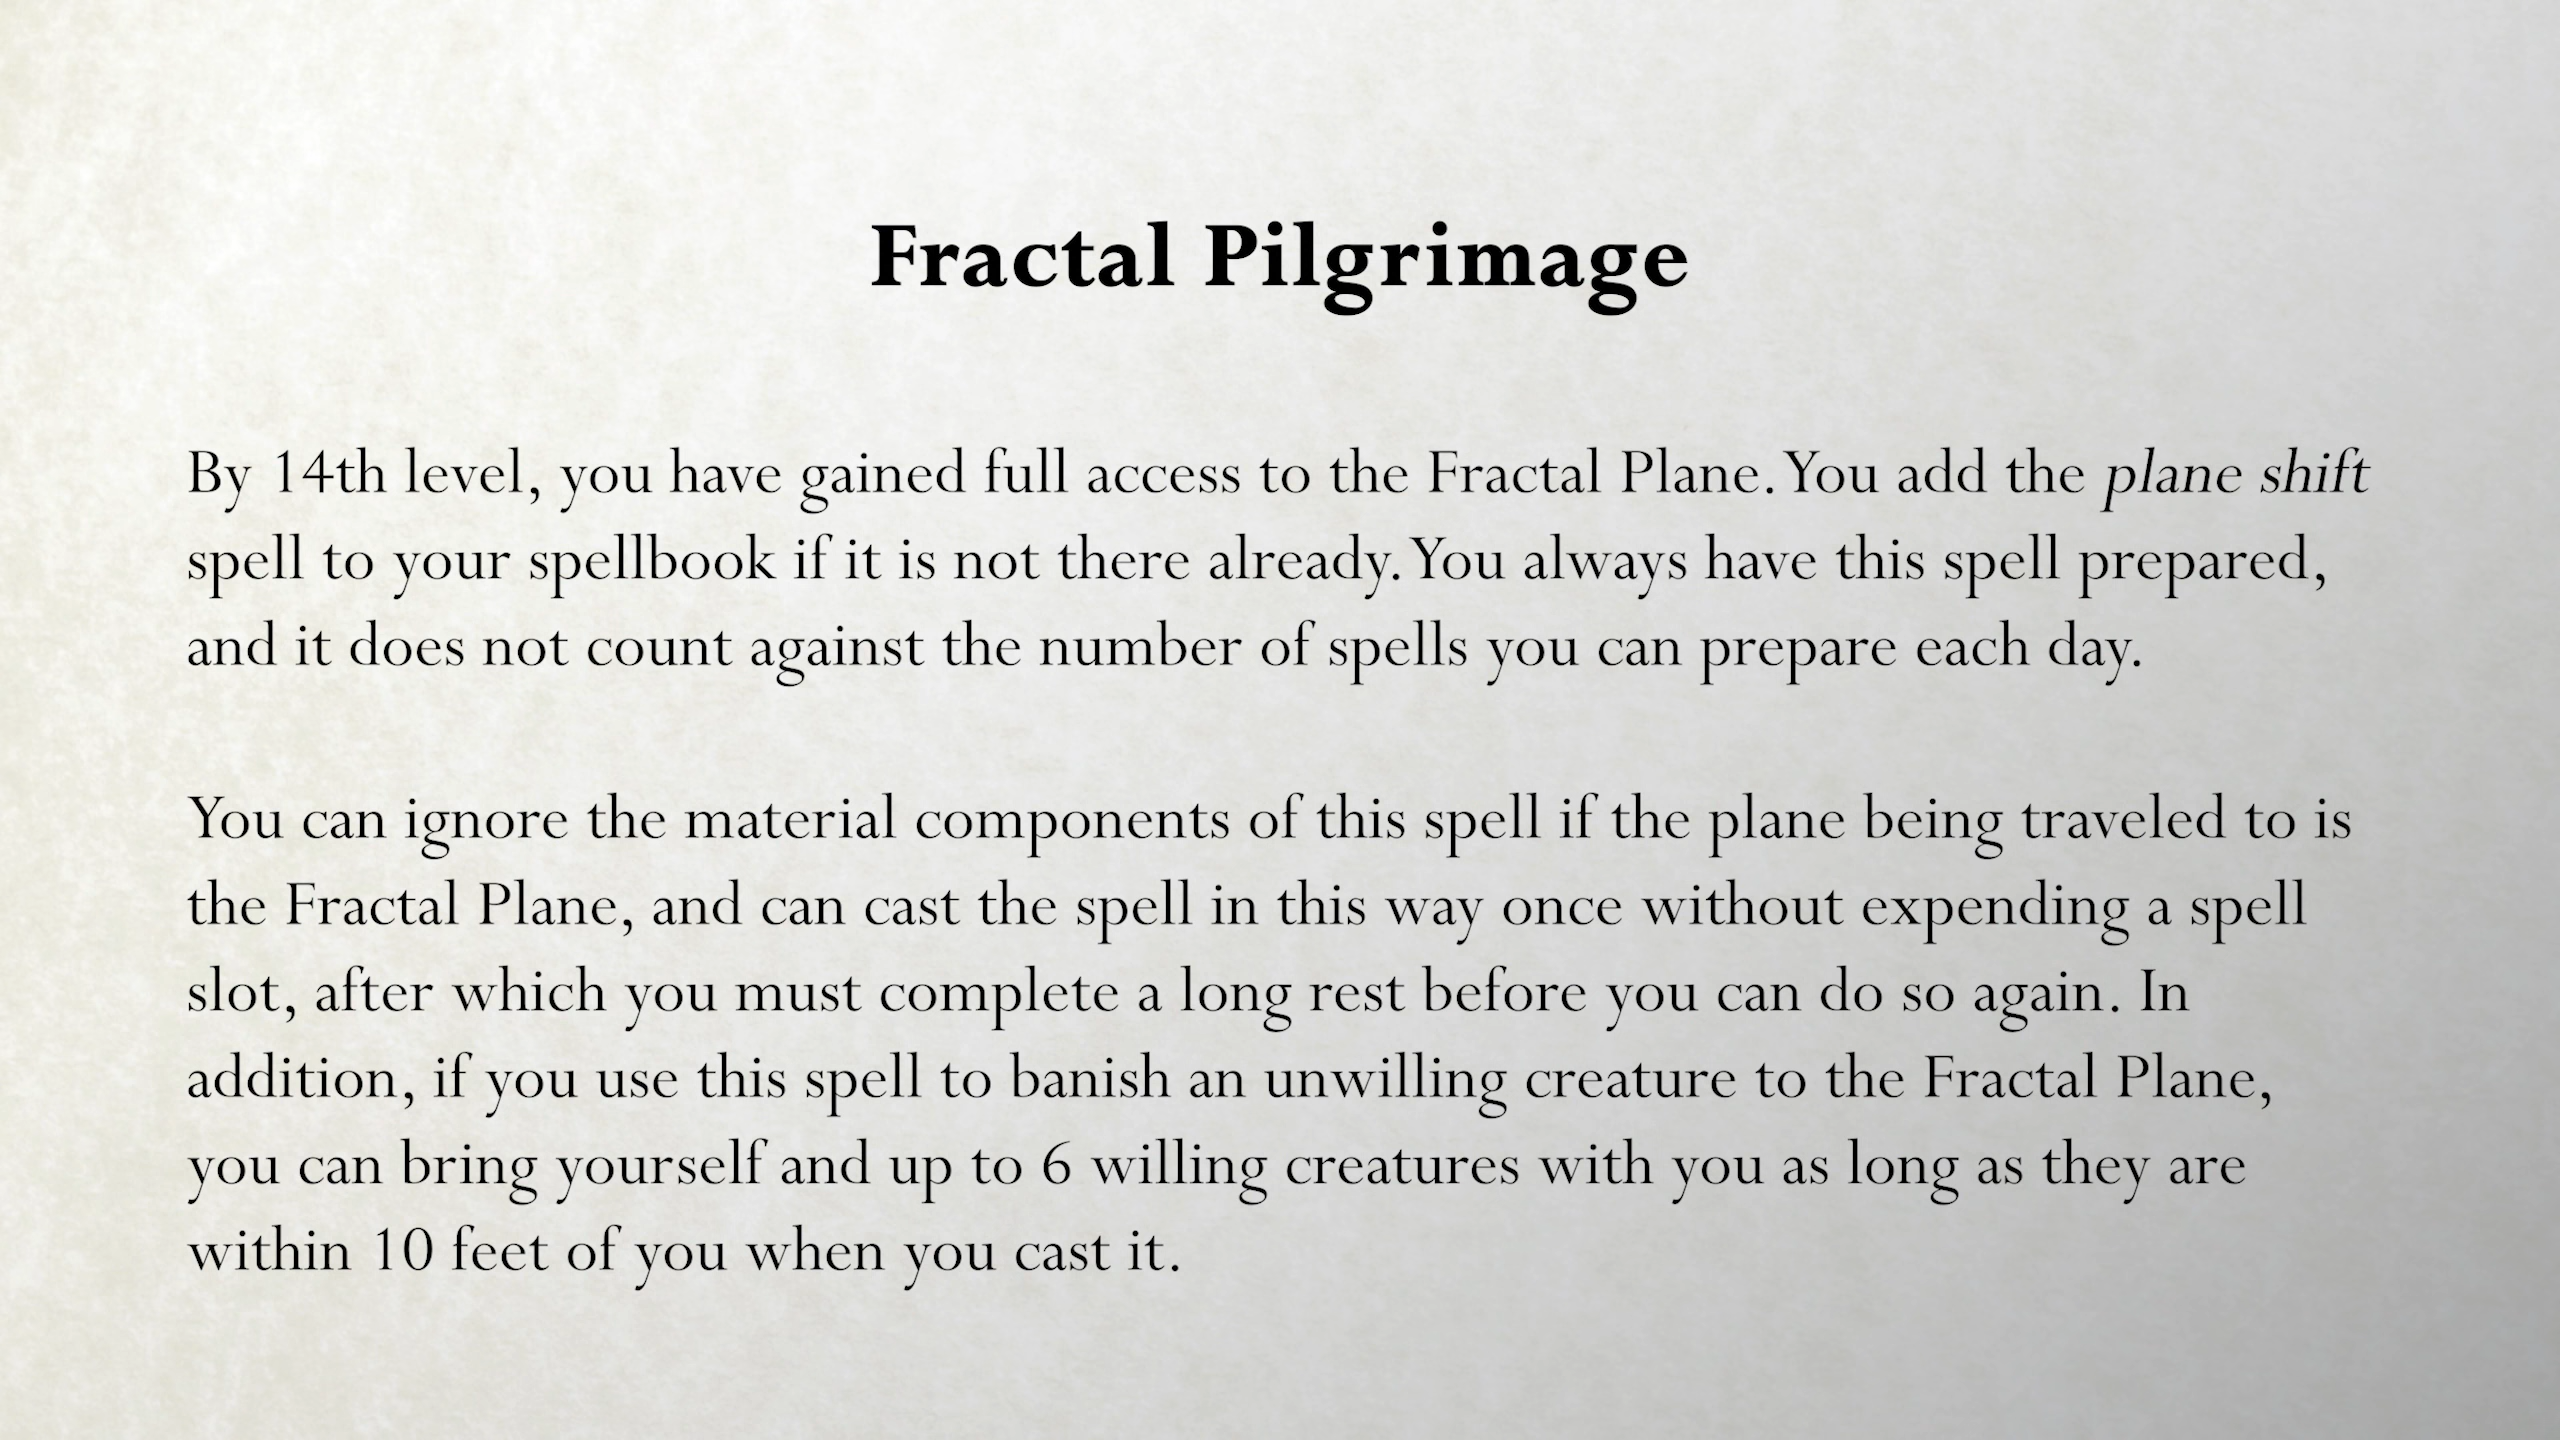 Fractal Pilgrimage
By 14th level, you have gained full access to the Fractal Plane. You add the plane shift
spell to your spellbook if it is not there already. You always have this spell prepared,
and it does not count against the number of spells you can prepare each day.
You can ignore the material components of this spell if the plane being traveled to is
the Fractal Plane, and can cast the spell in this way once without expending a spell
slot, after which you must complete a long rest before you can do so again. In
addition, if you use this spell to banish an unwilling creature to the Fractal Plane,
you can bring yourself and up to 6 willing creatures with you as long as they are
within 10 feet of you when you cast it.